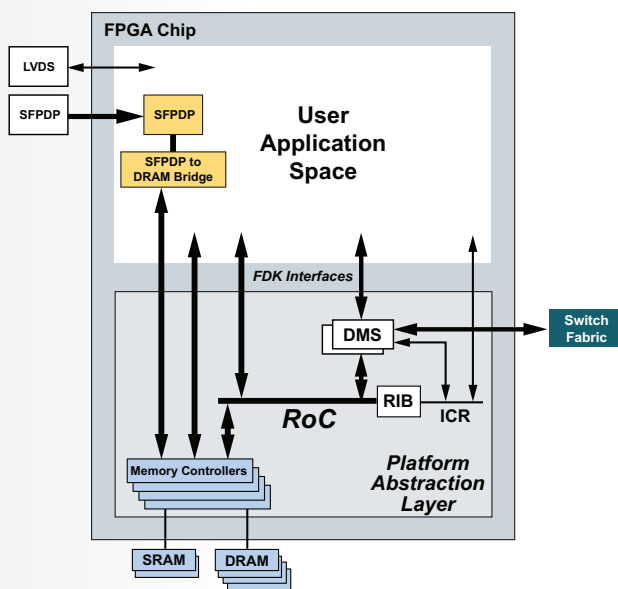 FPGA Chip
LVDS
SFPDP
SFPDP
SFPDP to
DRAM Bridge
User
Application
Space
FDK Interfaces
DMS
Switch
Fabric
RIB
RoC
ICR
Memory Controllers
Platform
Abstraction
Layer
SRAM
DRAM